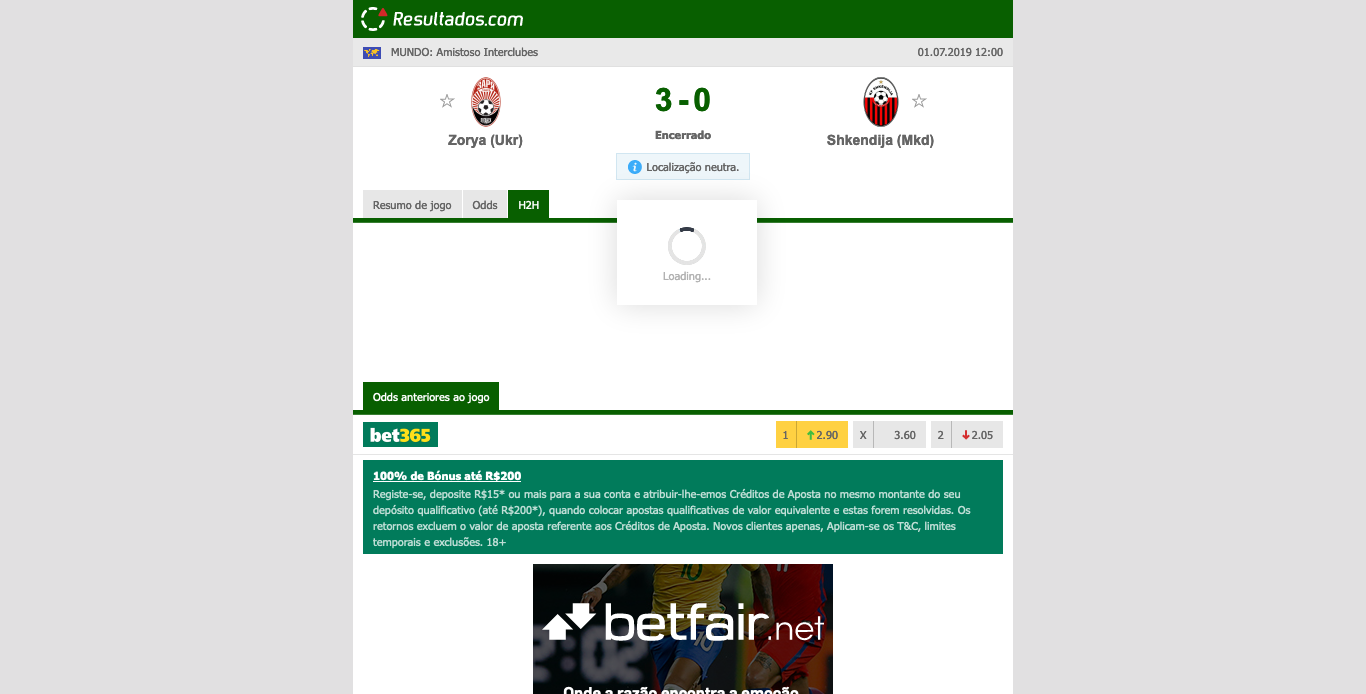 Resultados.com
MUNDO: Amistoso Interclubes
01.07.2019 12:00
3 - 0
Encerrado
Zorya (Ukr)
Shkendija (Mkd)
Localização neutra.
Resumo de jogo
Odds
H2H
Loading...
Odds anteriores ao jogo
bet365
1 2.90
X 3.60
2 2.05
100% de Bónus até R$200
Registe-se, deposite R$15* ou mais para a sua conta e atribuir-lhe-emos Créditos de Aposta no mesmo montante do seu
depósito qualificativo (até R$200*), quando colocar apostas qualificativas de valor equivalente e estas forem resolvidas. Os
retornos excluem o valor de aposta referente aos Créditos de Aposta. Novos clientes apenas, Aplicam-se os T&C, limites
temporais e exclusões. 18+
betfair.net
Onde a razão encontra a emoção